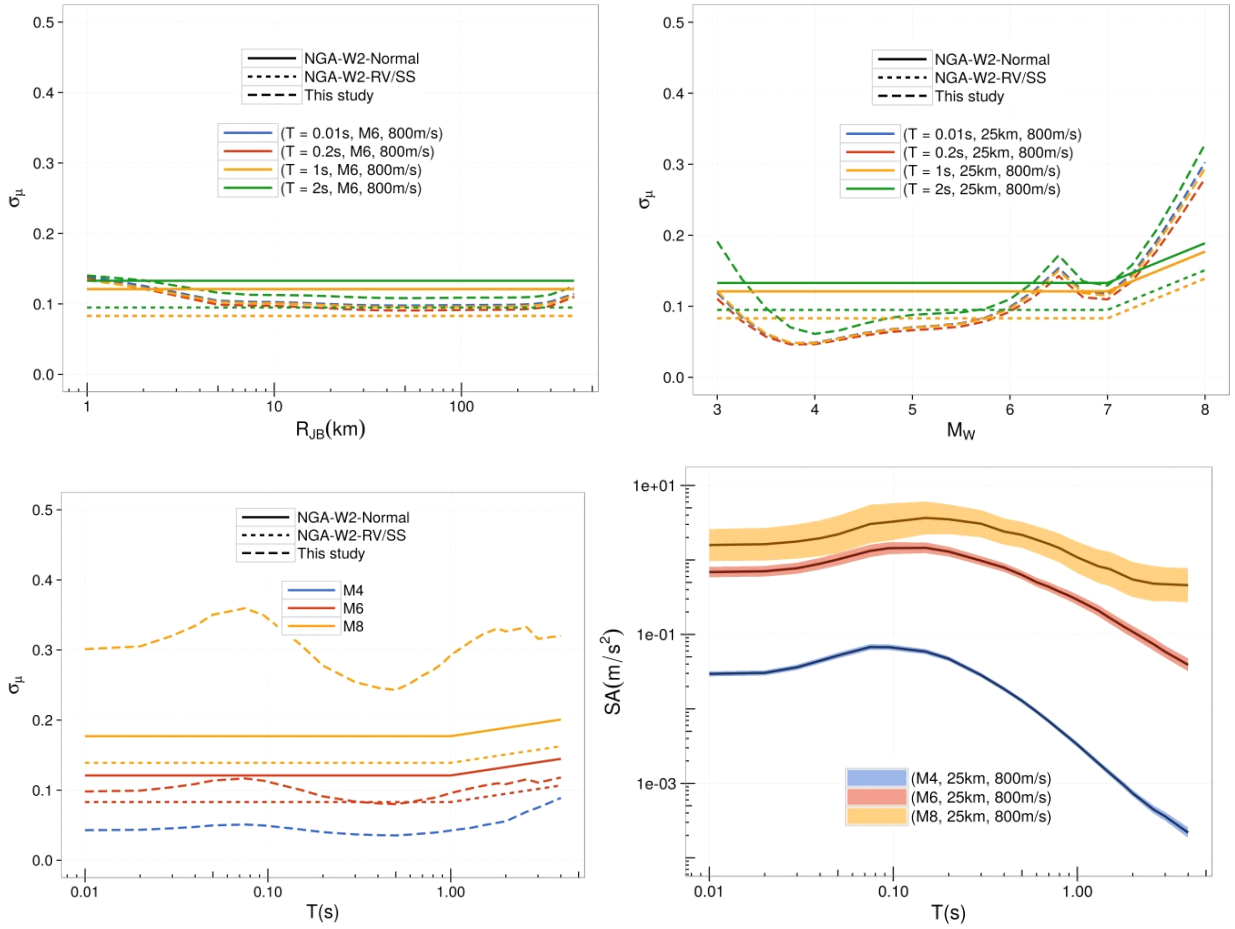 0.5
0.4
0.3
0.2
0.1
0.0
σμ
NGA-W2-Normal
NGA-W2-RV/SS
This study
(T = 0.01s, M6, 800m/s)
(T = 0.2s, M6, 800m/s)
(T = 1s, M6, 800m/s)
(T = 2s, M6, 800m/s)
1 10 100
RJB(km)
0.5
0.4
0.3
0.2
0.1
0.0
σμ
NGA-W2-Normal
NGA-W2-RV/SS
This study
(T = 0.01s, 25km, 800m/s)
(T = 0.2s, 25km, 800m/s)
(T = 1s, 25km, 800m/s)
(T = 2s, 25km, 800m/s)
3 4 5 6 7 8
MW
0.5
0.4
0.3
0.2
0.1
0.0
σμ
NGA-W2-Normal
NGA-W2-RV/SS
This study
M4
M6
M8
0.01 0.10 1.00
T(s)
1e+01
1e-01
1e-03
SA(m/s²)
(M4, 25km, 800m/s)
(M6, 25km, 800m/s)
(M8, 25km, 800m/s)
0.01 0.10 1.00
T(s)